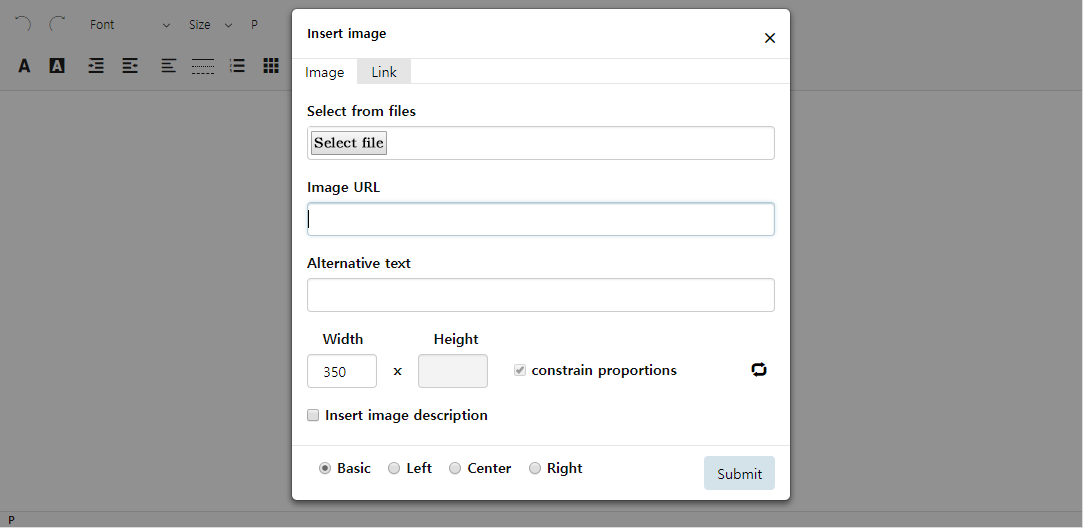 Font Size P
A A
Insert image
×
Image Link
Select from files
Select file
Image URL
Alternative text
Width Height
350 x constrain proportions
Insert image description
Basic Left Center Right Submit
P